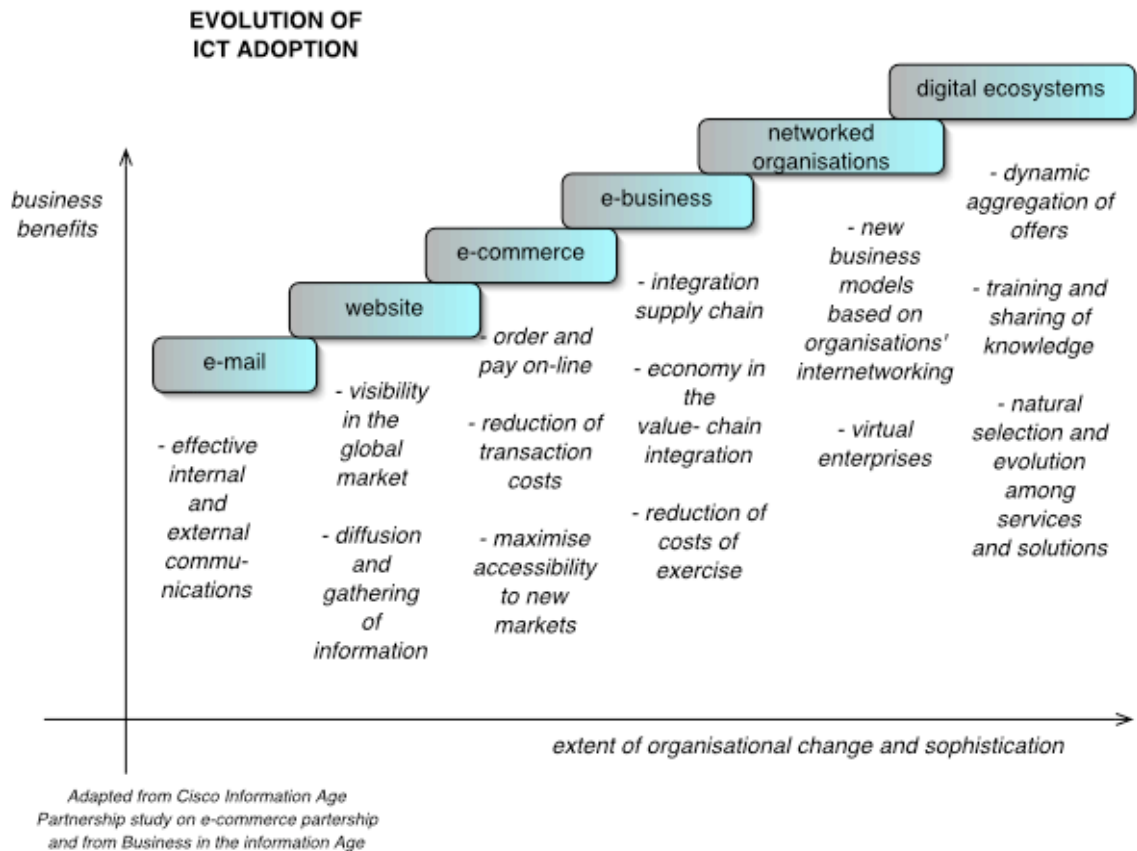 EVOLUTION OF
ICT ADOPTION
business
benefits
e-mail
- effective
internal
and
external
commu-
nications
website
- visibility
in the
global
market
- diffusion
and
gathering
of
information
e-commerce
- order and
pay on-line
- reduction of
transaction
costs
- maximise
accessibility
to new
markets
e-business
- integration
supply chain
- economy in
the
value- chain
integration
- reduction of
costs of
exercise
networked
organisations
- new
business
models
based on
organisations'
internetworking
- virtual
enterprises
digital ecosystems
- dynamic
aggregation of
offers
- training and
sharing of
knowledge
- natural
selection and
evolution
among
services
and solutions
extent of organisational change and sophistication
Adapted from Cisco Information Age
Partnership study on e-commerce partership
and from Business in the information Age